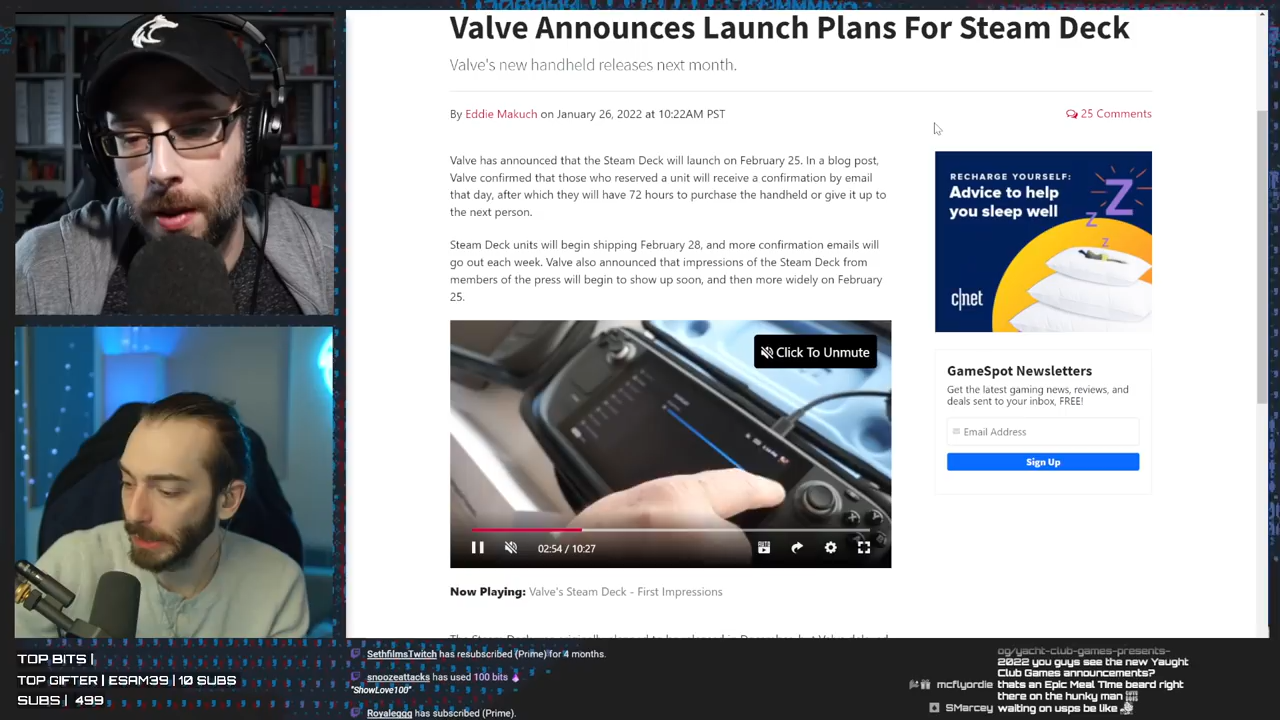 Valve Announces Launch Plans For Steam Deck
Valve's new handheld releases next month.
By Eddie Makuch on January 26, 2022 at 10:22AM PST
25 Comments
Valve has announced that the Steam Deck will launch on February 25. In a blog post,
Valve confirmed that those who reserved a unit will receive a confirmation by email
that day, after which they will have 72 hours to purchase the handheld or give it up to
the next person.
Steam Deck units will begin shipping February 28, and more confirmation emails will
go out each week. Valve also announced that impressions of the Steam Deck from
members of the press will begin to show up soon, and then more widely on February
25.
Click To Unmute
02:54 / 10:27
AUTO
Now Playing: Valve's Steam Deck - First Impressions
RECHARGE YOURSELF:
Advice to help
you sleep well
Z
Z
Z
c|net
GameSpot Newsletters
Get the latest gaming news, reviews, and
deals sent to your inbox, FREE!
Email Address
Sign Up
TOP BITS |
TOP GIFTER | ESAM39 | 10 SUBS
SUBS | 499
SethfilmsTwitch has resubscribed (Prime) for 4 months.
snoozeattacks has used 100 bits
"ShowLove100"
Royaleggg has subscribed (Prime).
og/yacht-club-games-presents-
2022 you guys see the new Yaught
Club Games announcements?
mcflyordie thats an Epic Meal Time beard right
there on the hunky man
SMarcey waiting on usps be like